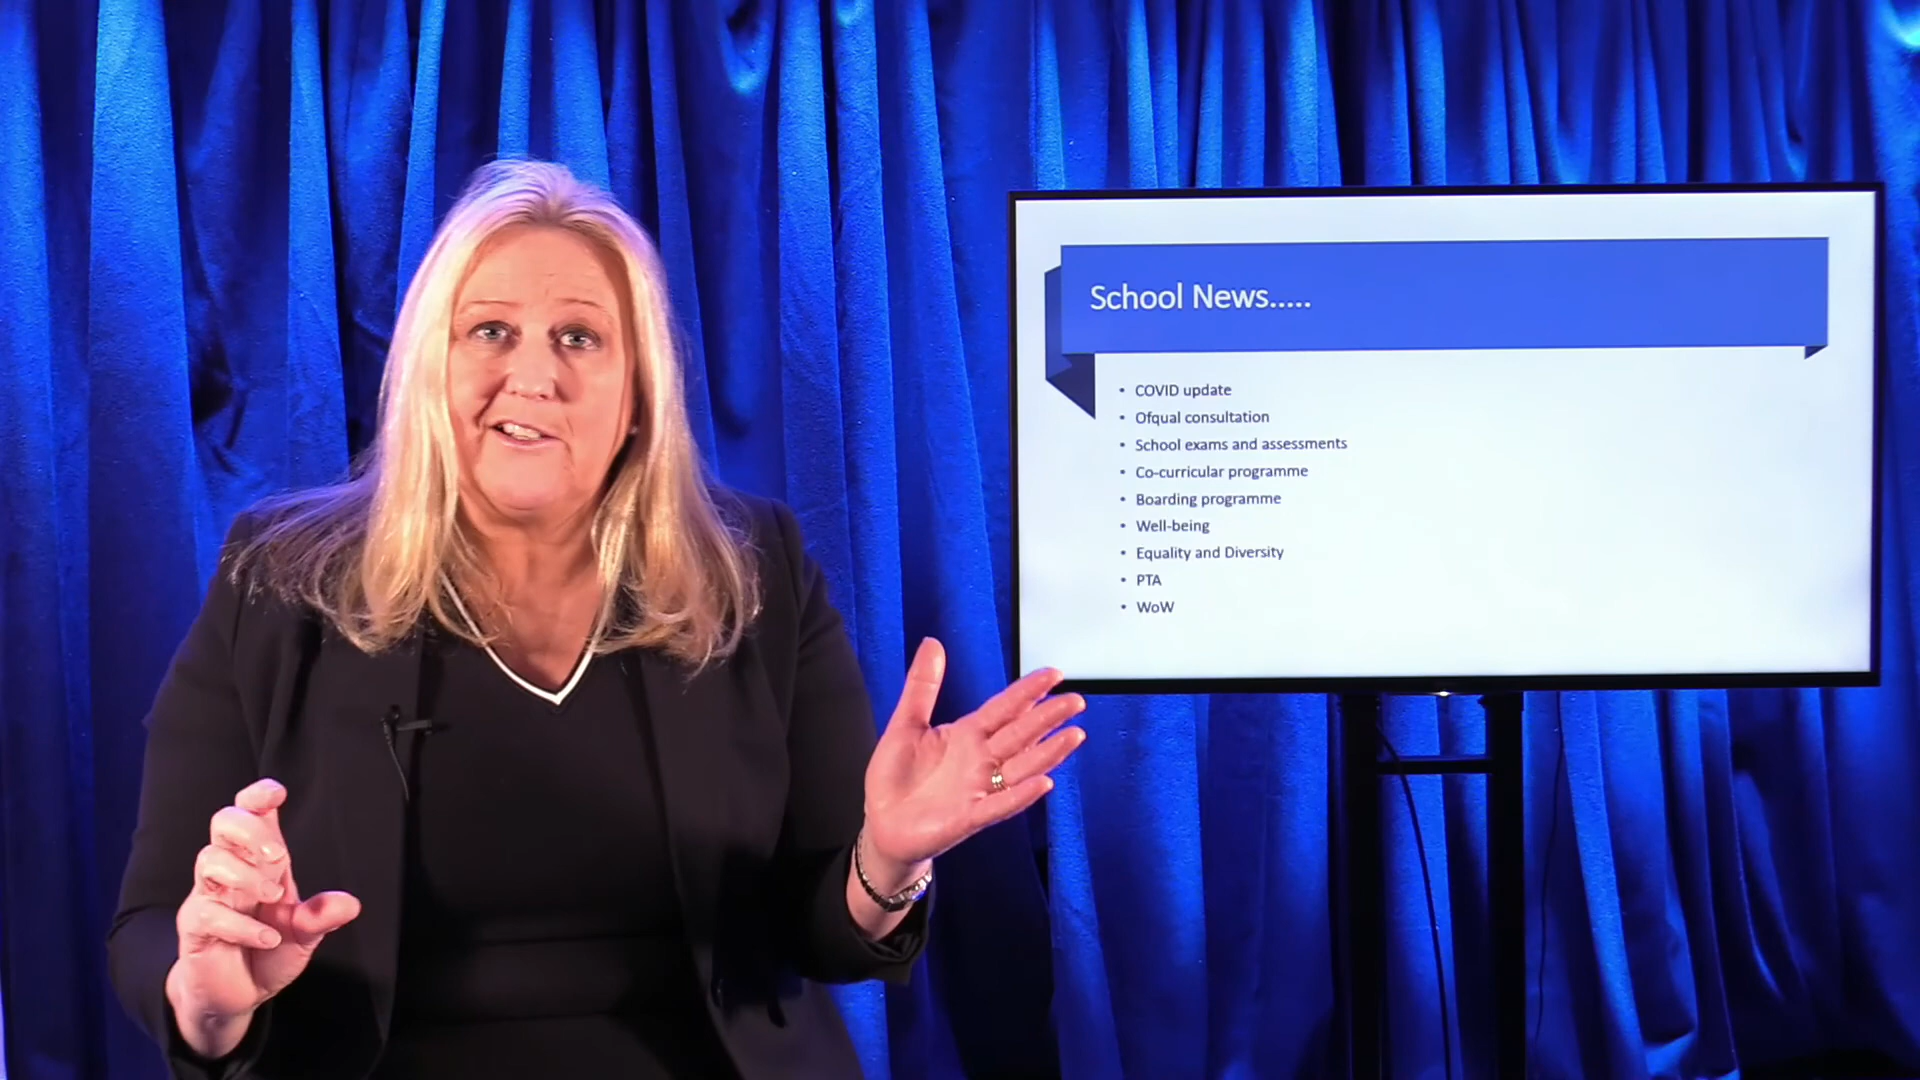 School News.....
• COVID update
• Ofqual consultation
• School exams and assessments
• Co-curricular programme
• Boarding programme
• Well-being
• Equality and Diversity
• PTA
• WoW